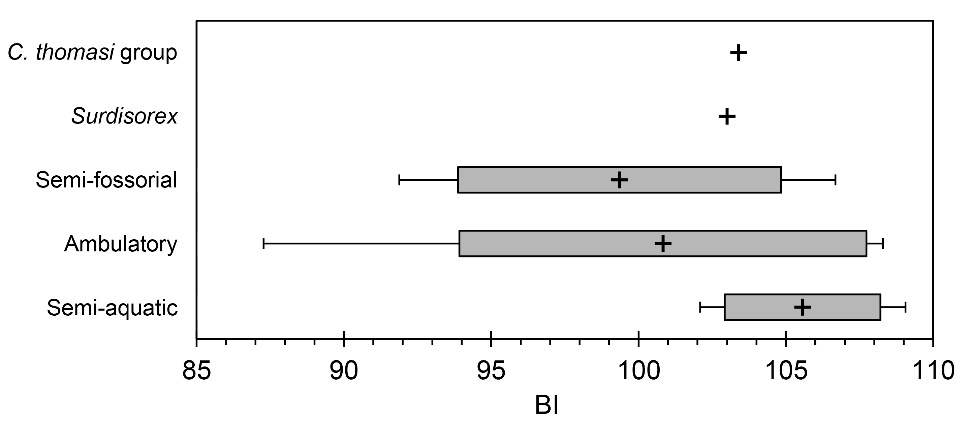 C. thomasi group
Surdisorex
Semi-fossorial
Ambulatory
Semi-aquatic
85 90 95 100 105 110
BI